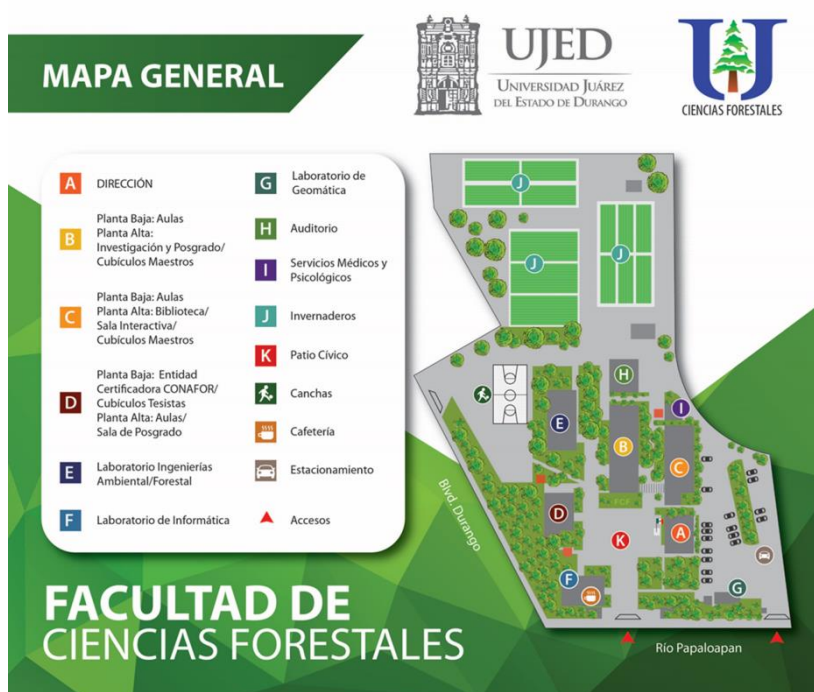 MAPA GENERAL
UJED
UNIVERSIDAD JUÁREZ
DEL ESTADO DE DURANGO
U
CIENCIAS FORESTALES
A DIRECCIÓN
B Planta Baja: Aulas
Planta Alta:
Investigación y Posgrado/
Cubículos Maestros
C Planta Baja: Aulas
Planta Alta: Biblioteca/
Sala Interactiva/
Cubículos Maestros
D Planta Baja: Entidad
Certificadora CONAFOR/
Cubículos Tesistas
Planta Alta: Aulas/
Sala de Posgrado
E Laboratorio Ingenierías
Ambiental/Forestal
F Laboratorio de Informática
G Laboratorio de
Geomática
H Auditorio
I Servicios Médicos y
Psicológicos
J Invernaderos
K Patio Cívico
Canchas
Cafetería
Estacionamiento
Accesos
J
J
J
H
I
E
B
C
FCF
D
K
A
F
G
Blvd. Durango
Río Papaloapan
FACULTAD DE
CIENCIAS FORESTALES